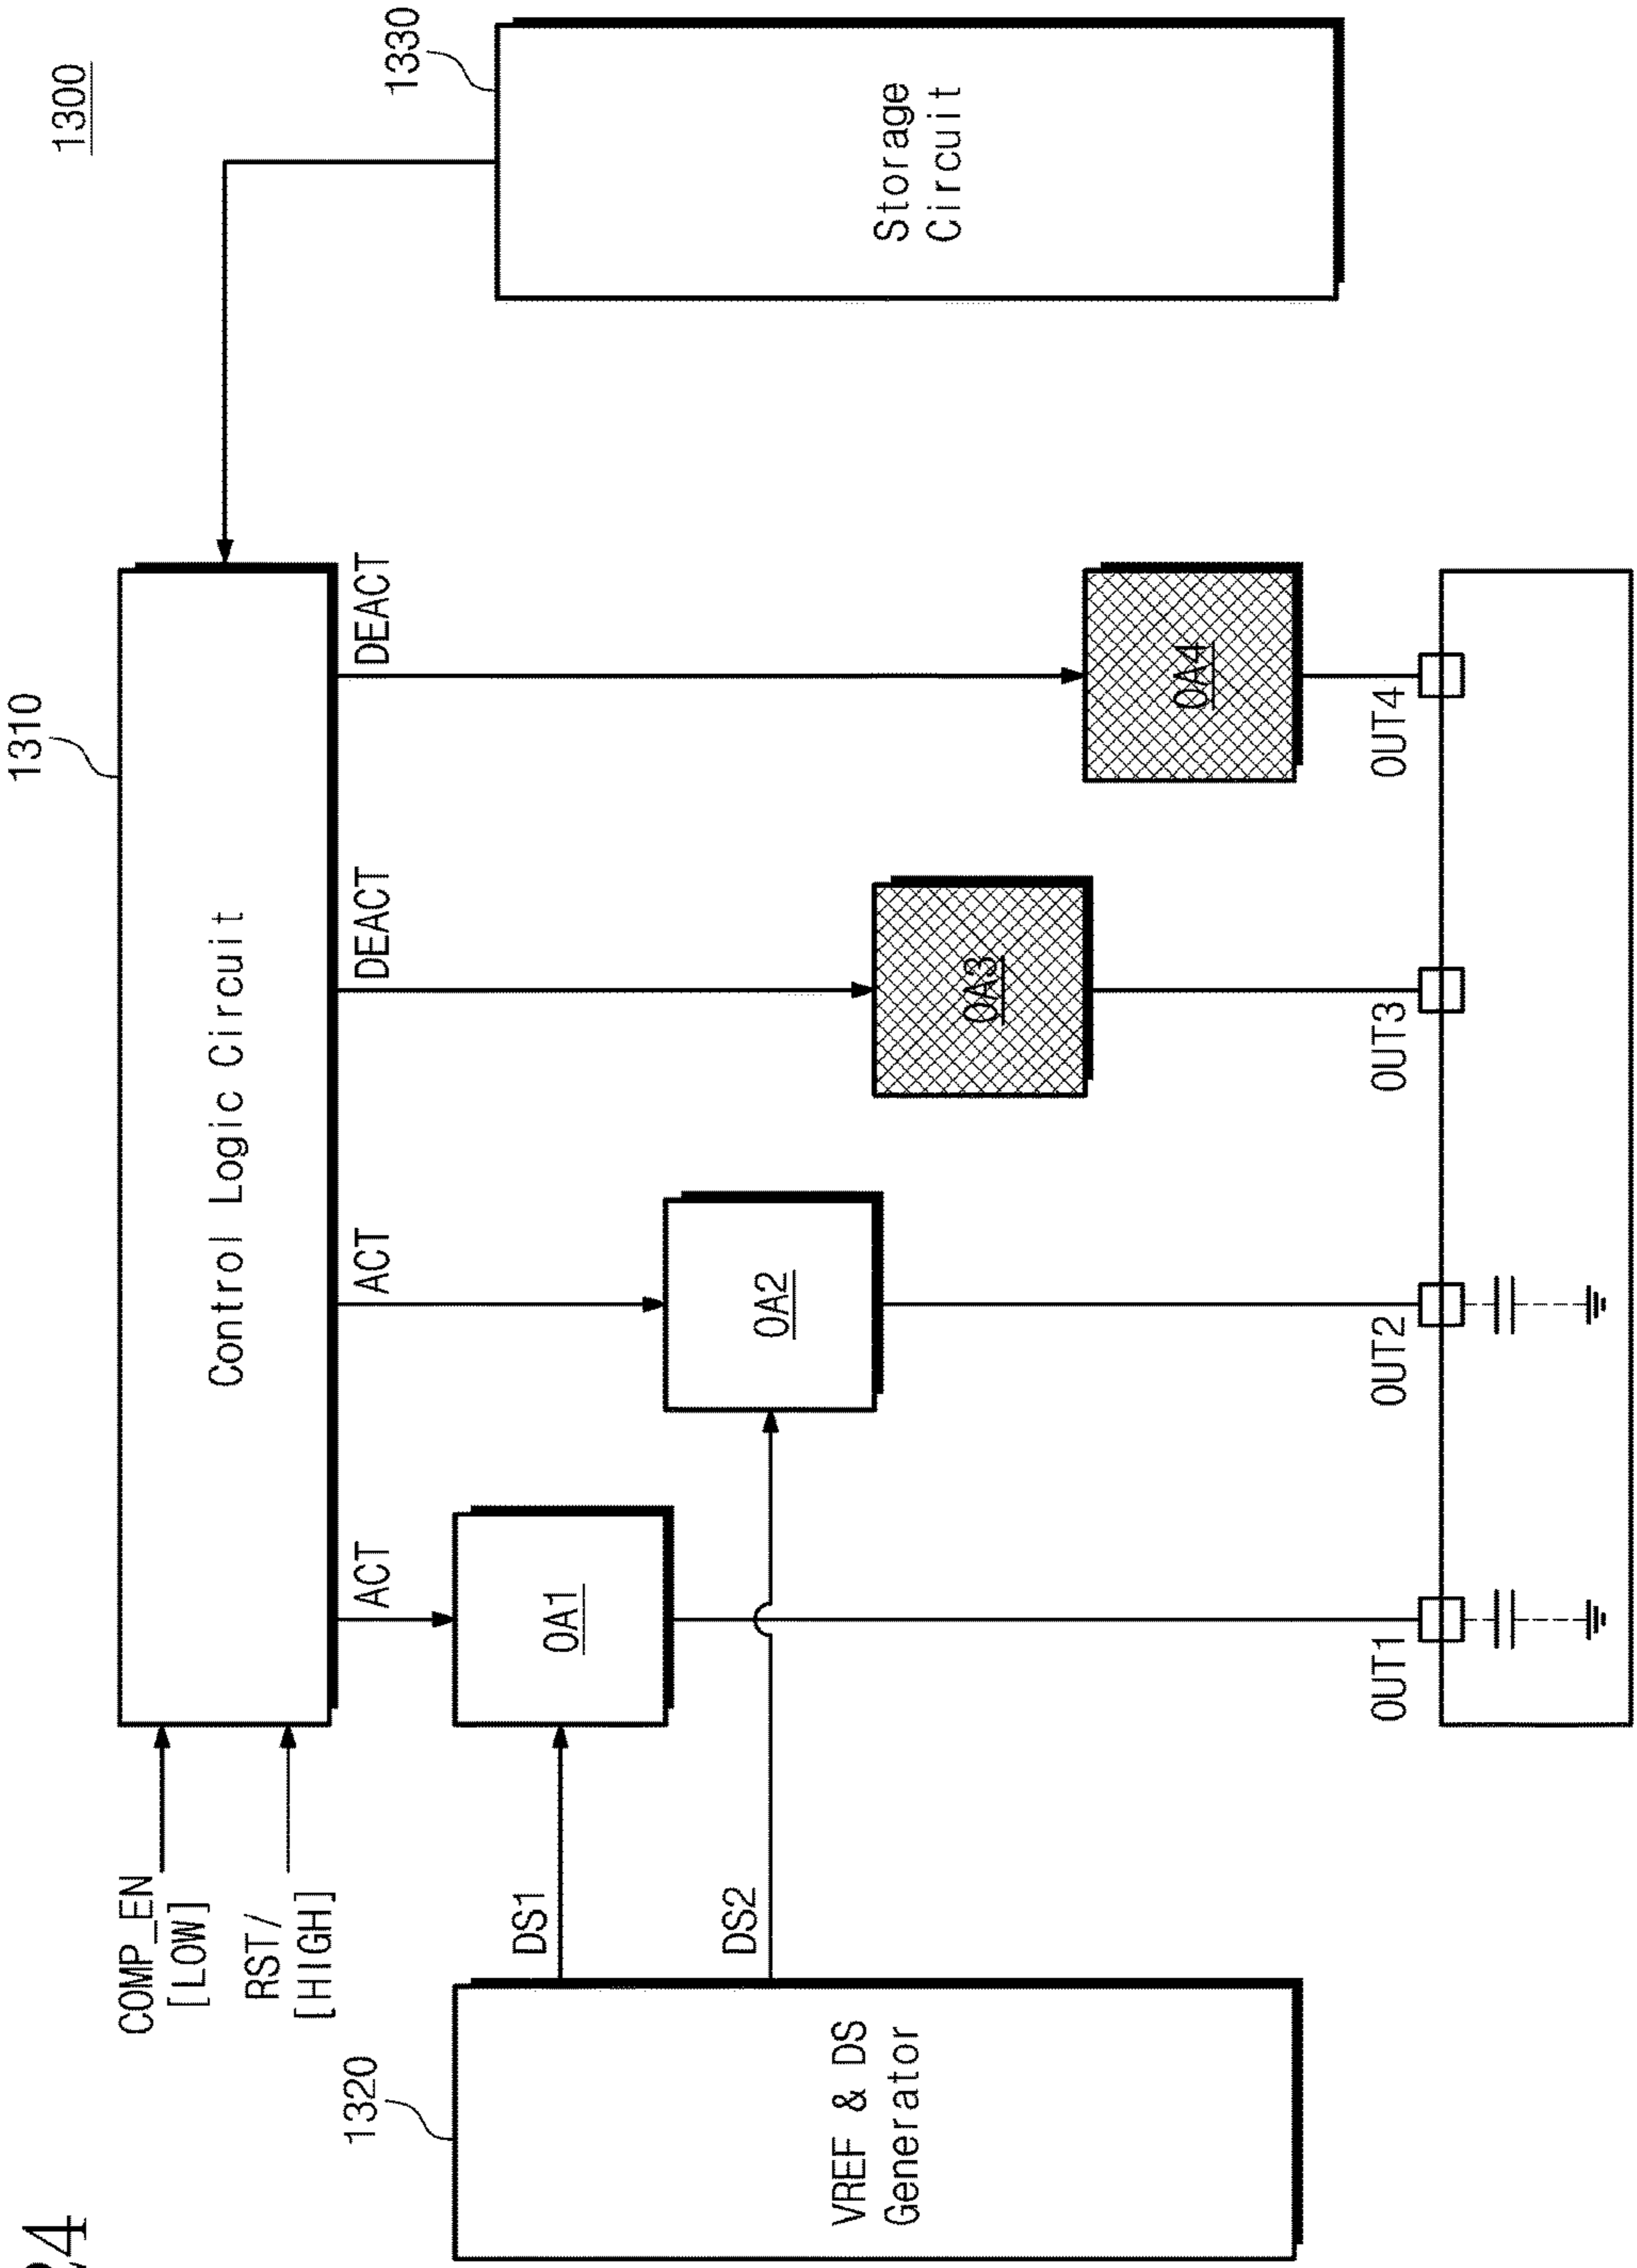 24
1300
1310
1330
COMP_EN
[LOW]
RST/
[HIGH]
Control Logic Circuit
ACT
ACT
DEACT
DEACT
1320
VREF & DS
Generator
DS1
DS2
OA1
OA2
OA3
OA4
Storage
Circuit
OUT1
OUT2
OUT3
OUT4